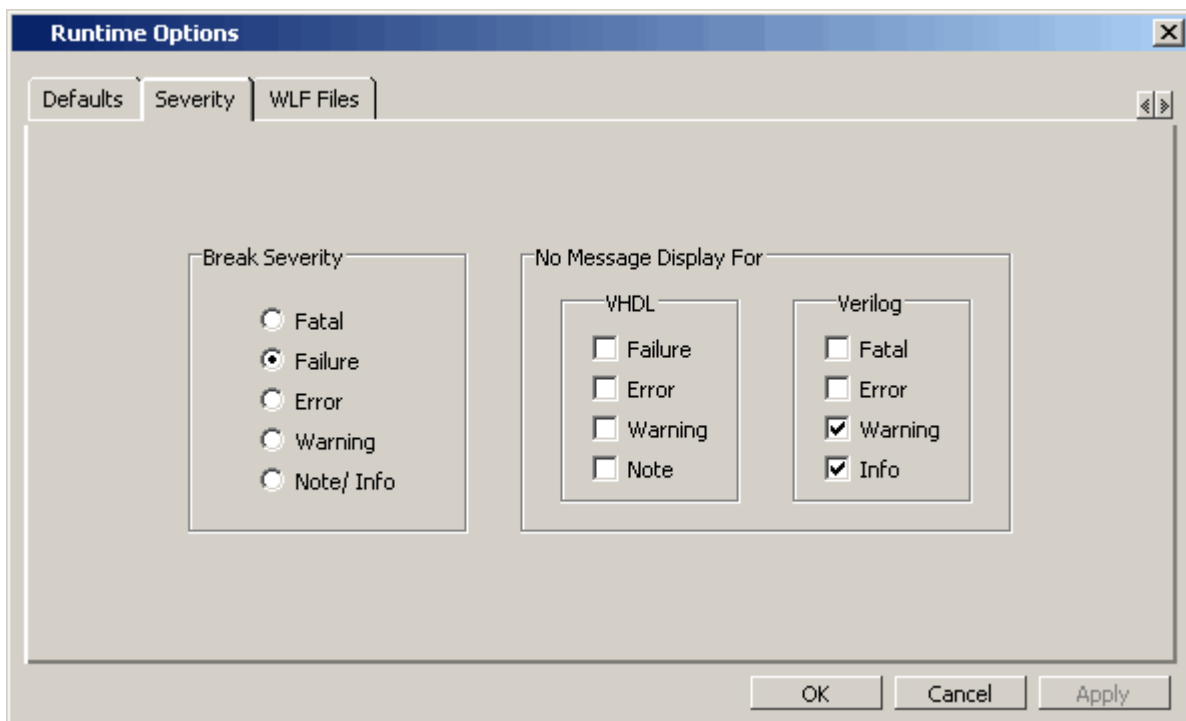 Runtime Options
Defaults
Severity
WLF Files
Break Severity
Fatal
Failure
Error
Warning
Note/ Info
No Message Display For
VHDL
Failure
Error
Warning
Note
Verilog
Fatal
Error
Warning
Info
OK
Cancel
Apply